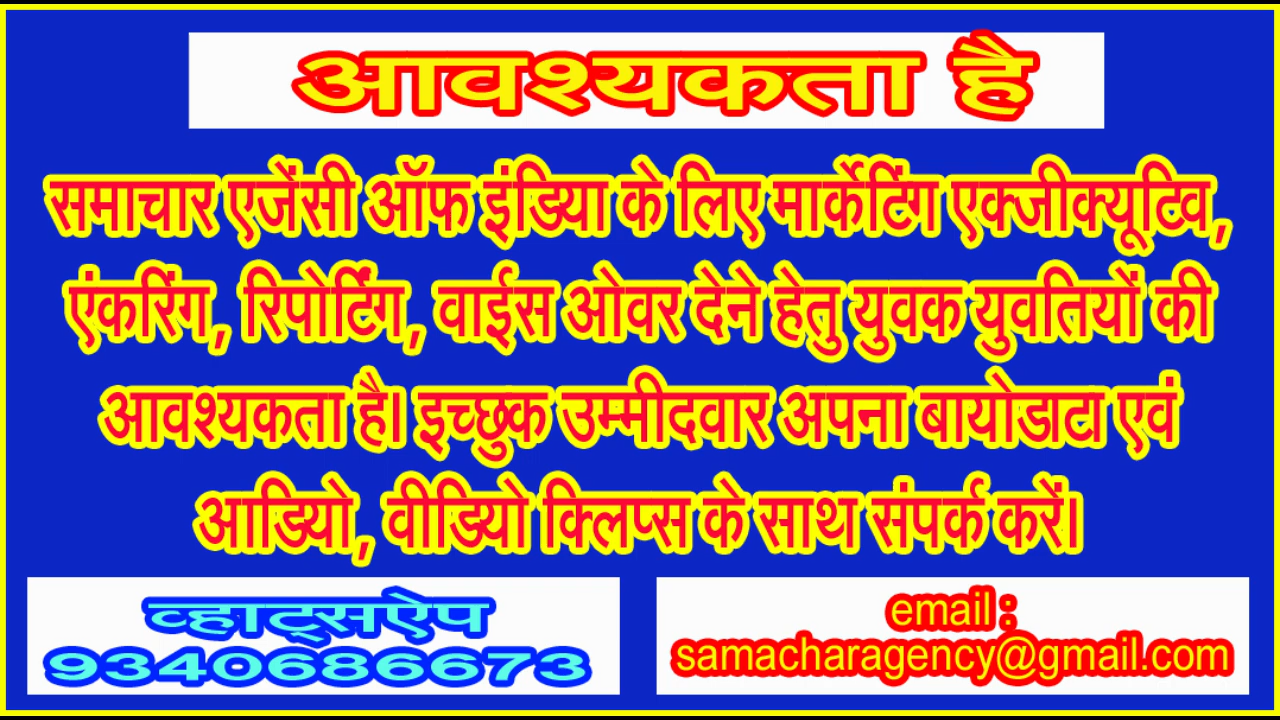 आवश्यकता है
समाचार एजेंसी ऑफ इंडिया के लिए मार्केटिंग एक्जीक्यूटिव,
एंकरिंग, रिपोर्टिंग, वाईस ओवर देने हेतु युवक युवतियों की
आवश्यकता है। इच्छुक उम्मीदवार अपना बायोडाटा एवं
आडियो, वीडियो क्लिप्स के साथ संपर्क करें।
व्हाट्सऐप
9340686673
email :
samacharagency@gmail.com